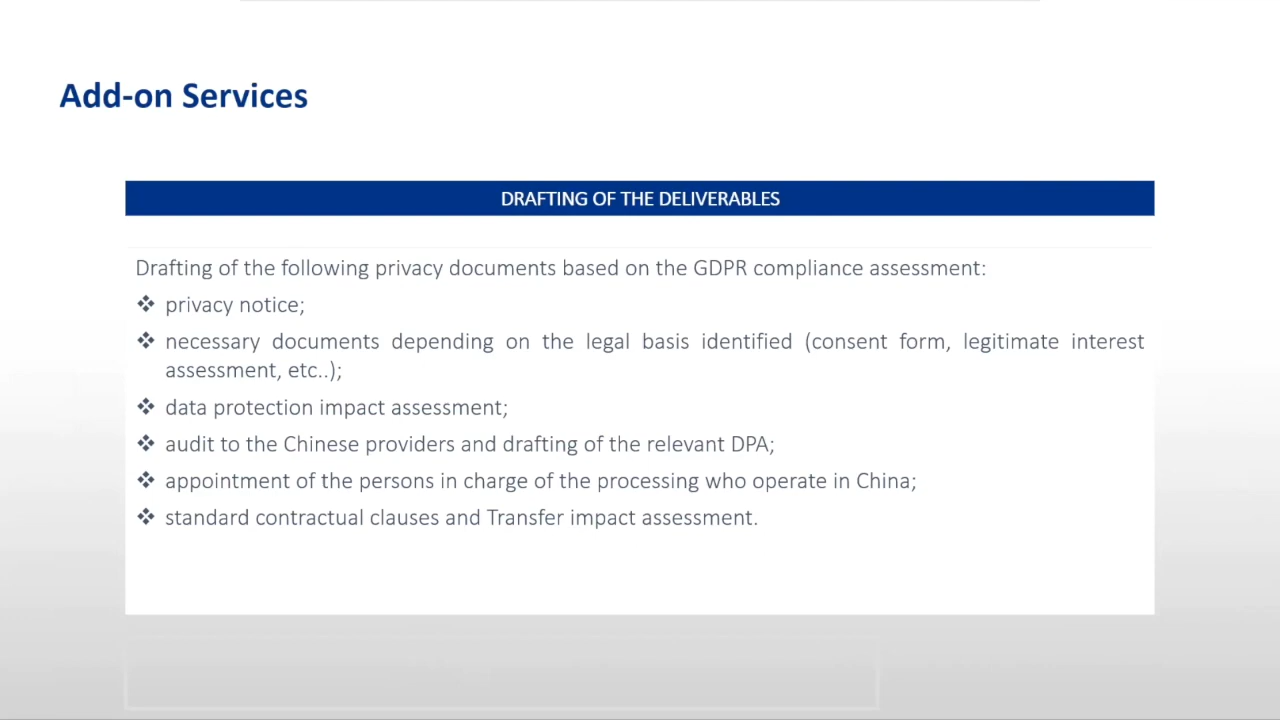 Add-on Services
DRAFTING OF THE DELIVERABLES
Drafting of the following privacy documents based on the GDPR compliance assessment:
❖ privacy notice;
❖ necessary documents depending on the legal basis identified (consent form, legitimate interest
assessment, etc..);
❖ data protection impact assessment;
❖ audit to the Chinese providers and drafting of the relevant DPA;
❖ appointment of the persons in charge of the processing who operate in China;
❖ standard contractual clauses and Transfer impact assessment.